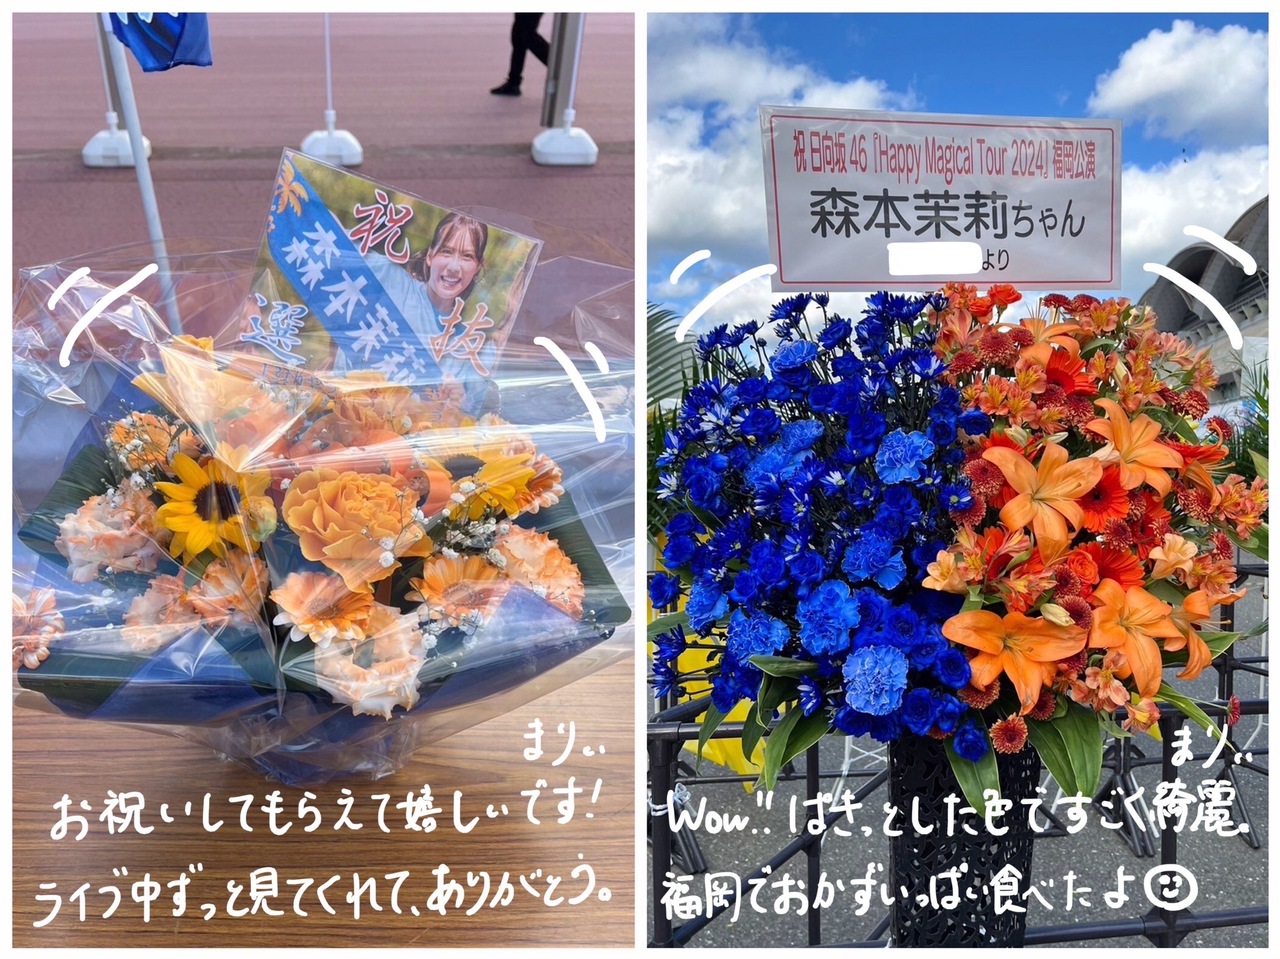 祝
森本茉莉
選
抜
まりぃ
お祝いしてもらえて嬉しぃです!
ライブ中ずっと見てくれて、ありがとう。
祝 日向坂46『Happy Magical Tour 2024』福岡公演
森本茉莉ちゃん
より
まりぃ
Wow!! ぱきっとした色ですごく綺麗。
福岡でおかずいっぱい食べたよ